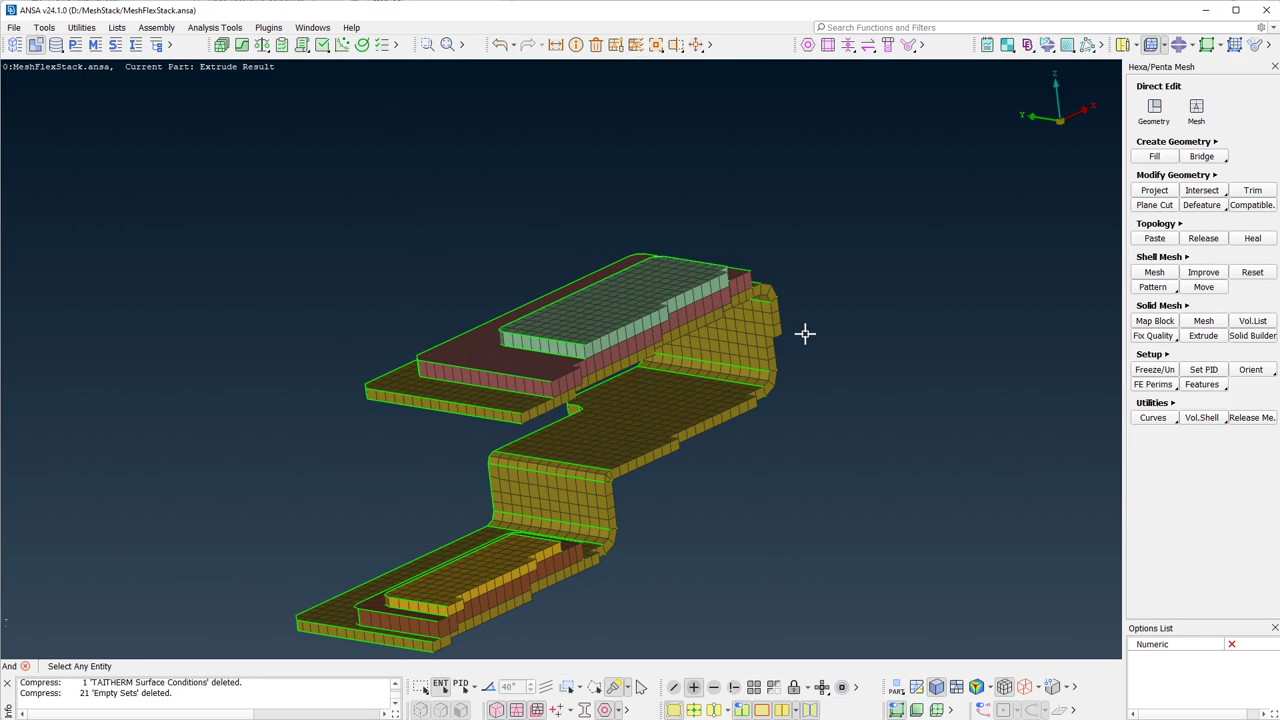 ANSA v24.1.0 (D:/MeshStack/MeshFlexStack.ansa)
File Tools Utilities Lists Assembly Analysis Tools Plugins Windows Help
Search Functions and Filters
0:MeshFlexStack.ansa, Current Part: Extrude Result
Z
Y
X
Hexa/Penta Mesh
Direct Edit
Geometry Mesh
Create Geometry
Fill Bridge
Modify Geometry
Project Intersect Trim
Plane Cut Defeature Compatible.
Topology
Paste Release Heal
Shell Mesh
Mesh Improve Reset
Pattern Move
Solid Mesh
Map Block Mesh Vol.List
Fix Quality Extrude Solid Builder
Setup
Freeze/Un Set PID Orient
FE Perims Features
Utilities
Curves Vol.Shell Release Me.
Options List
Numeric
And Select Any Entity
Compress: 1 'TAITHERM Surface Conditions' deleted.
Compress: 21 'Empty Sets' deleted.
Info
ENT PID 40°
PART